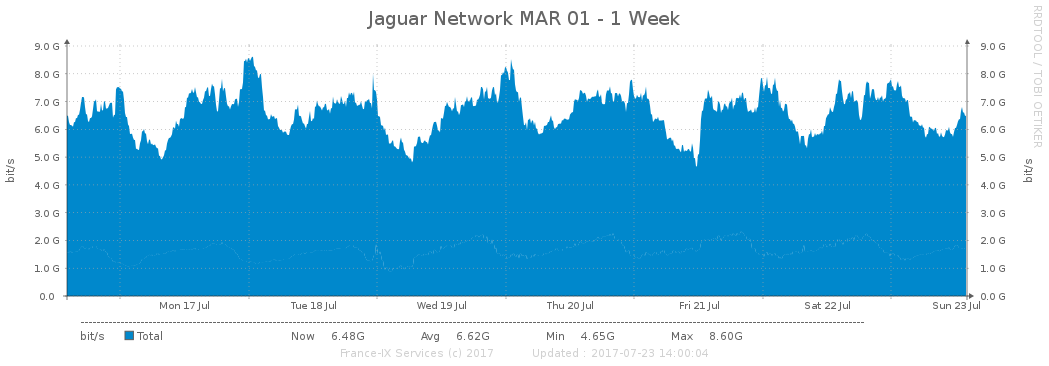 Jaguar Network MAR 01 - 1 Week
RRDTOOL / TOBI OETIKER
bit/s
9.0 G
8.0 G
7.0 G
6.0 G
5.0 G
4.0 G
3.0 G
2.0 G
1.0 G
0.0
9.0 G
8.0 G
7.0 G
6.0 G
5.0 G
4.0 G
3.0 G
2.0 G
1.0 G
0.0 G
bit/s
Mon 17 Jul Tue 18 Jul Wed 19 Jul Thu 20 Jul Fri 21 Jul Sat 22 Jul Sun 23 Jul
bit/s Total Now 6.48G Avg 6.62G Min 4.65G Max 8.60G
France-IX Services (c) 2017 Updated : 2017-07-23 14:00:04